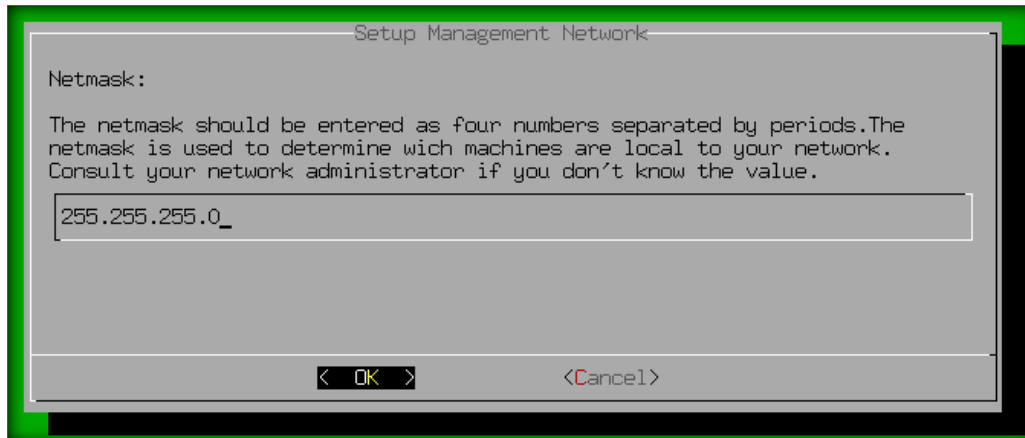 Setup Management Network
Netmask:
The netmask should be entered as four numbers separated by periods.The
netmask is used to determine wich machines are local to your network.
Consult your network administrator if you don't know the value.
255.255.255.0_
< OK >
<Cancel>